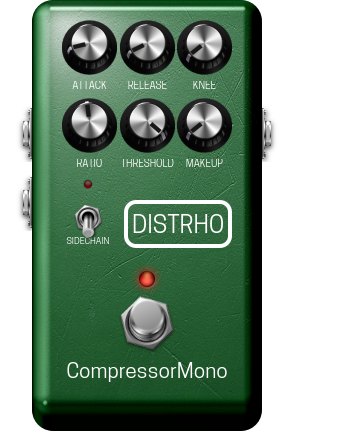 ATTACK RELEASE KNEE
RATIO THRESHOLD MAKEUP
SIDECHAIN
DISTRHO
CompressorMono